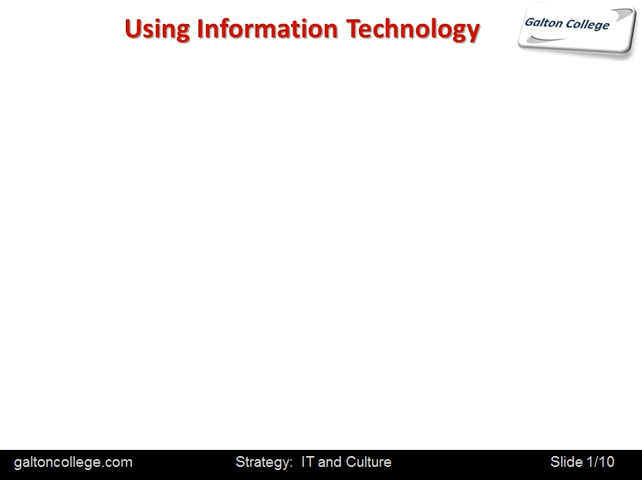 Using Information Technology
Galton College
galtoncollege.com
Strategy: IT and Culture
Slide 1/10